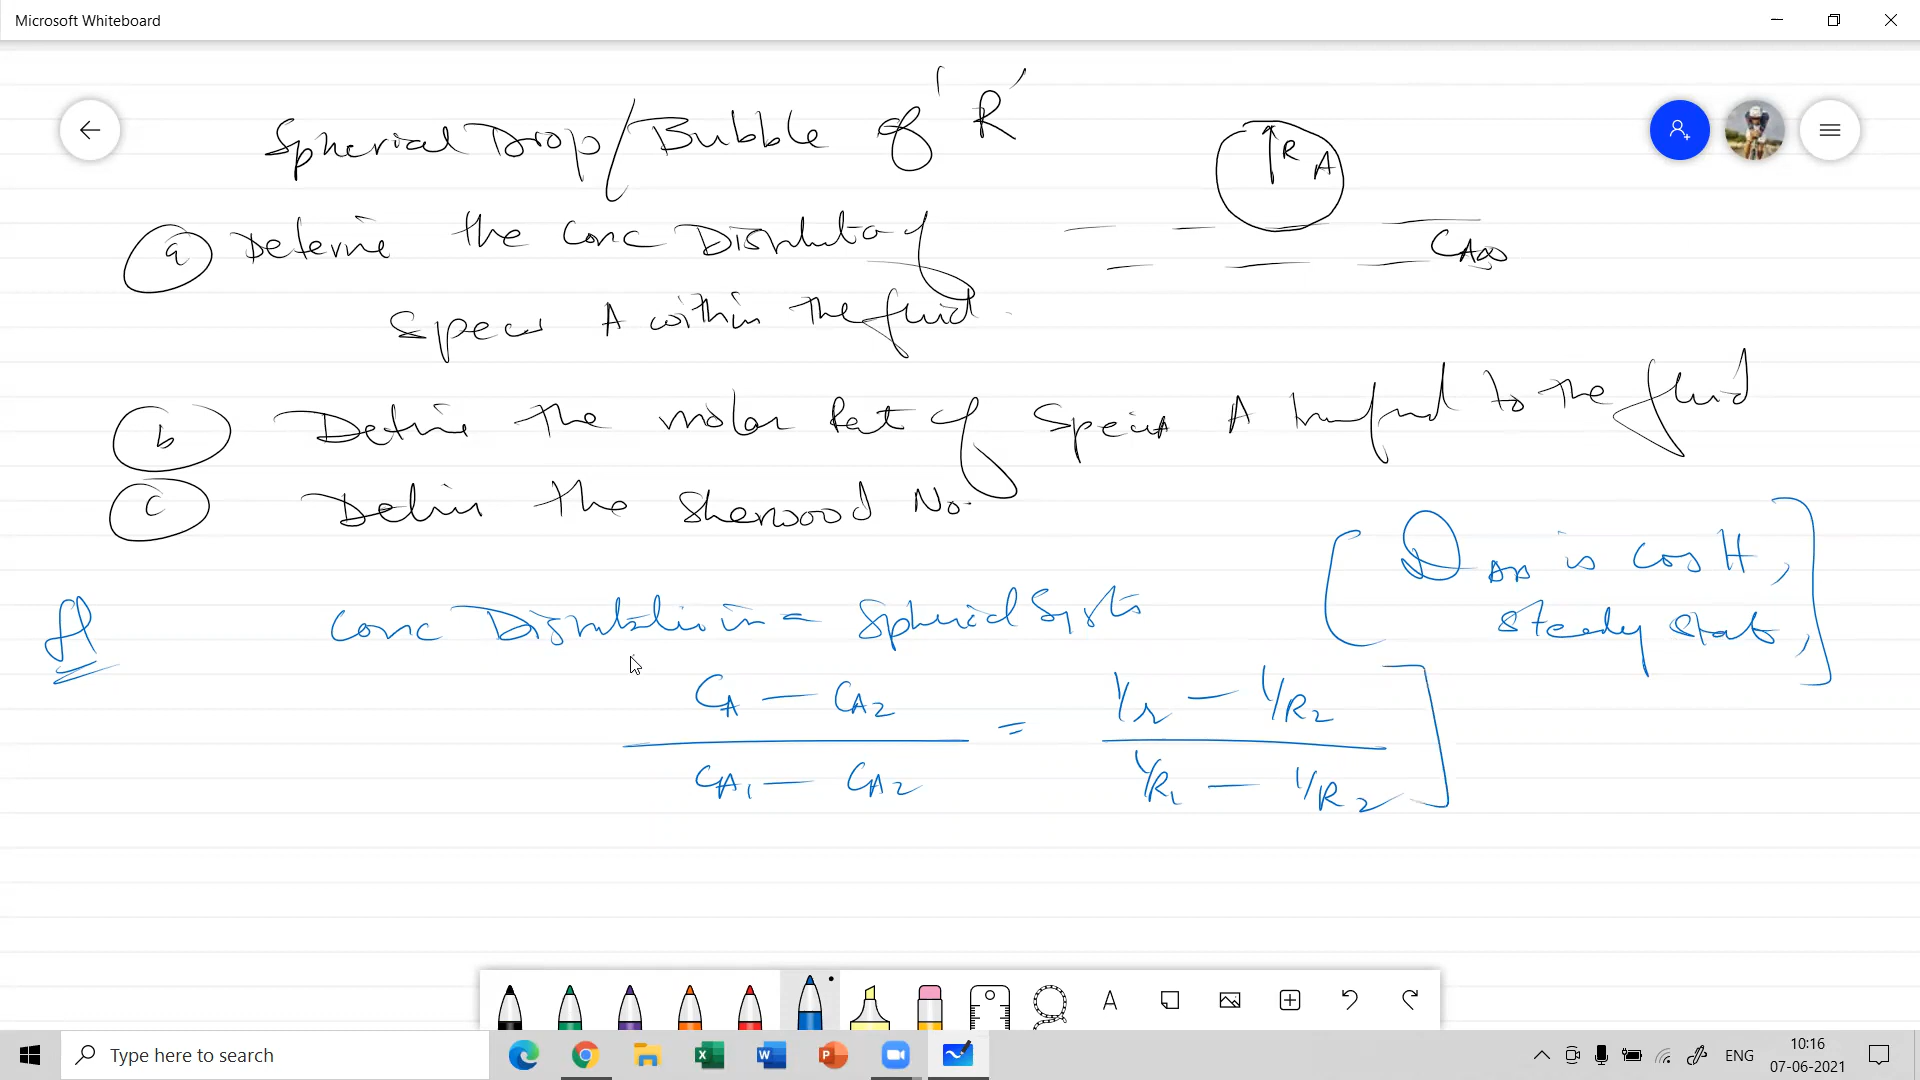 Microsoft Whiteboard
Spherical Drop/Bubble of 'R'
R A
CA∞
a Determine the conc Distribution of
Species A within the fluid.
b Determine the molar Rate of Species A transferred to the fluid
c Determine the Sherwood No.
[ DAB is const,
steady state, ]
A Conc Distribution in a Spherical System
CA — CA2 / CA1 — CA2 = 1/r — 1/R2 / 1/R1 — 1/R2 ]
A
Type here to search
ENG
10:16
07-06-2021